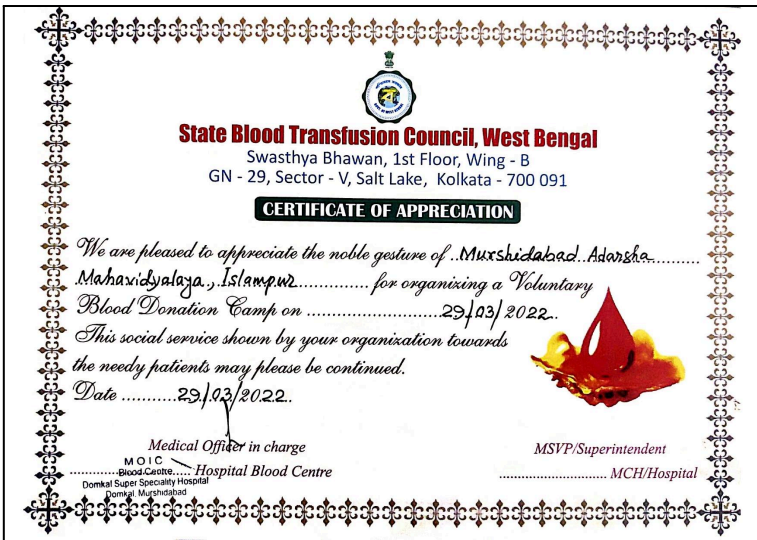 State Blood Transfusion Council, West Bengal
Swasthya Bhawan, 1st Floor, Wing - B
GN - 29, Sector - V, Salt Lake, Kolkata - 700 091
CERTIFICATE OF APPRECIATION
We are pleased to appreciate the noble gesture of ..Murshidabad Adarsha..........
.Mahavidyalaya., Islampur................ for organizing a Voluntary
Blood Donation Camp on ..............................29/03/2022..
This social service shown by your organization towards
the needy patients may please be continued.
Date ............29/03/2022..
Medical Officer in charge
MSVP/Superintendent
MOIC
Blood Centre..... Hospital Blood Centre
............................ MCH/Hospital
Domkal Super Speciality Hospital
Domkal, Murshidabad